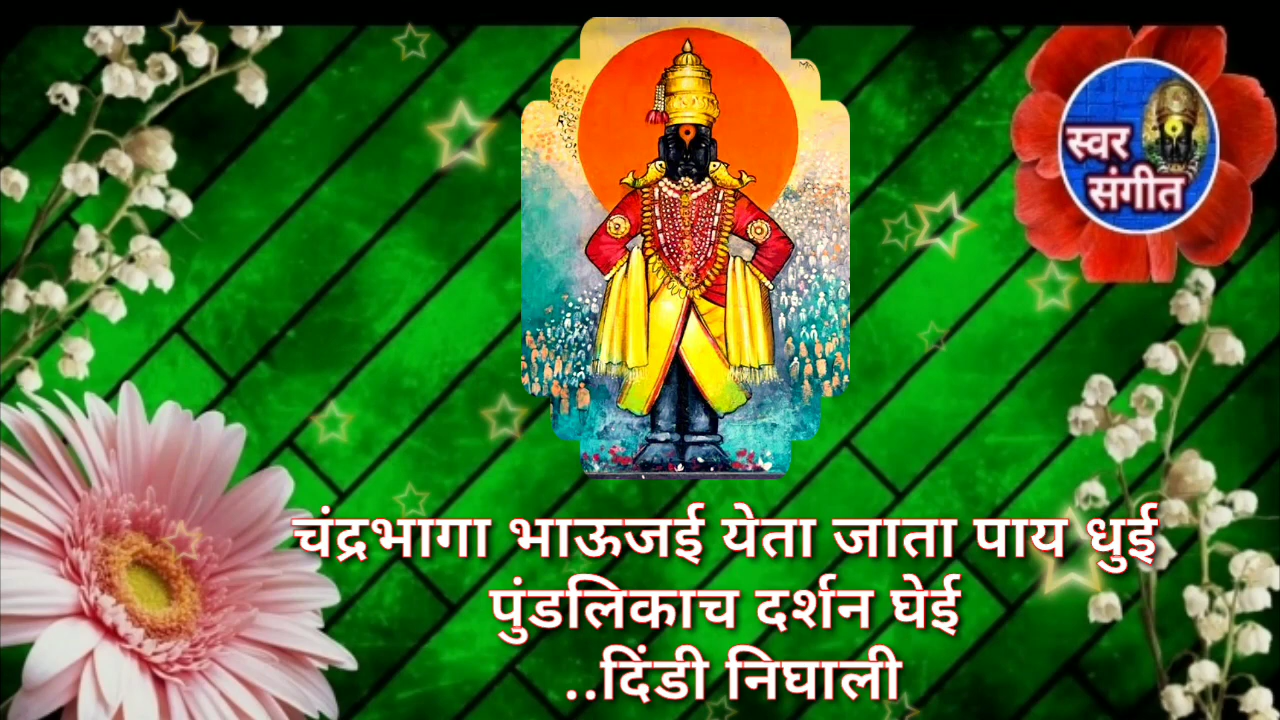 स्वर
संगीत
चंद्रभागा भाऊजई येता जाता पाय धुई
पुंडलिकाच दर्शन घेई
..दिंडी निघाली